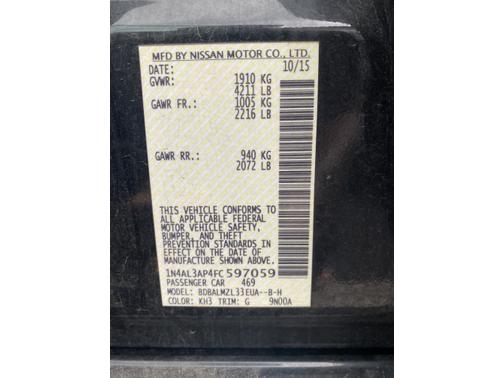 MFD BY NISSAN MOTOR CO., LTD.
DATE: 10/15
GVWR: 1910 KG
4211 LB
GAWR FR.: 1005 KG
2216 LB
GAWR RR.: 940 KG
2072 LB
THIS VEHICLE CONFORMS TO
ALL APPLICABLE FEDERAL
MOTOR VEHICLE SAFETY,
BUMPER, AND THEFT
PREVENTION STANDARDS IN
EFFECT ON THE DATE OF
MANUFACTURE SHOWN ABOVE.
1N4AL3AP4FC597059
PASSENGER CAR 469
MODEL: BDBALMZL33EUA--B-H
COLOR: KH3 TRIM: G 9N00A